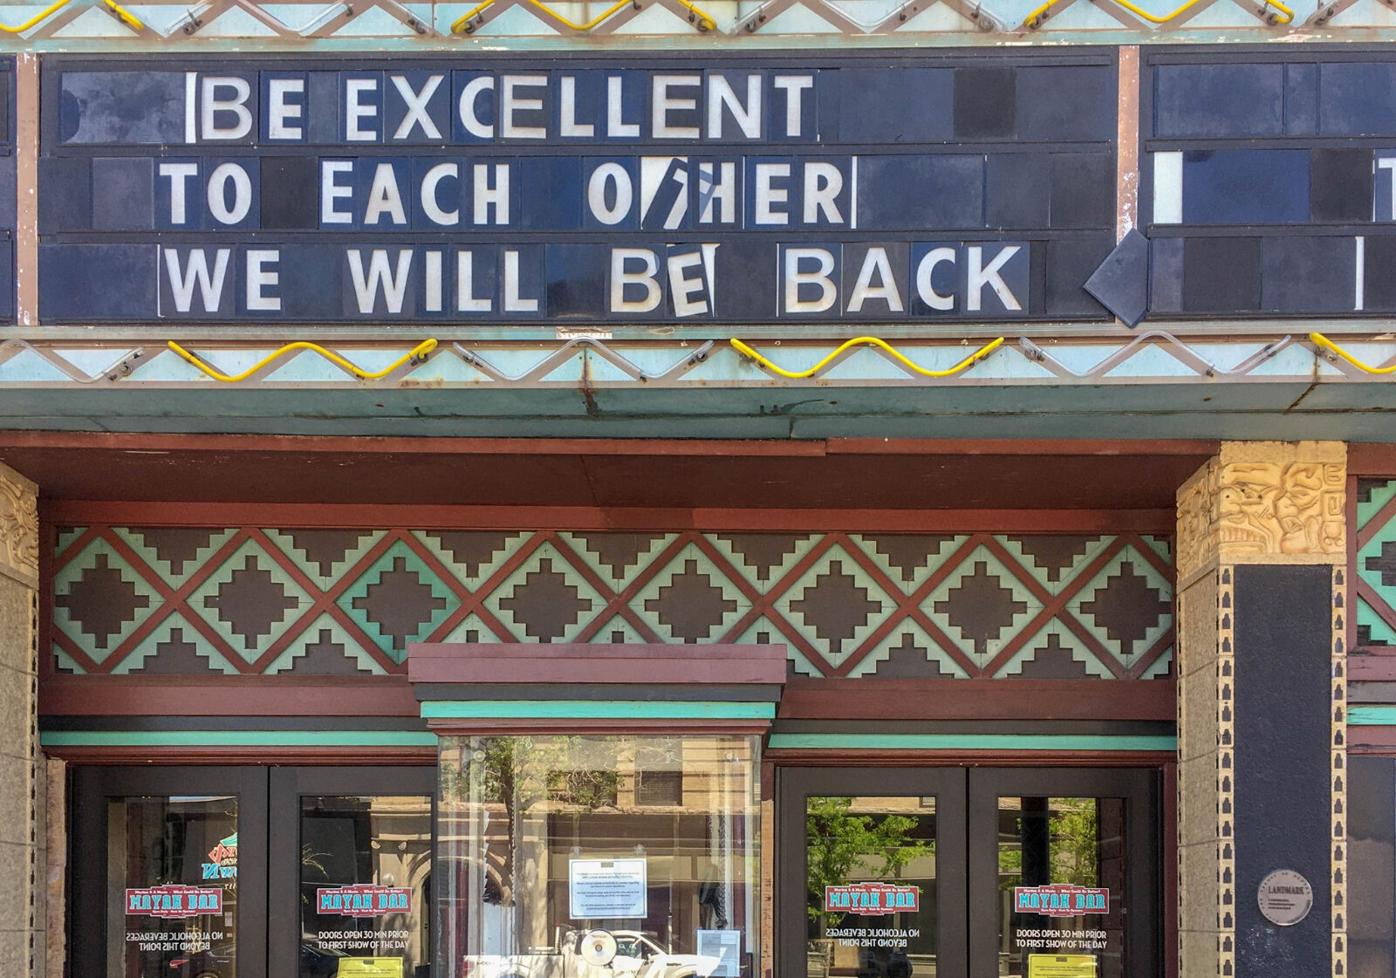 BE EXCELLENT
TO EACH OTHER
WE WILL BE BACK
MAYAN BAR
NO ALCOHOLIC BEVERAGES
BEYOND THIS POINT
MAYAN BAR
DOORS OPEN 30 MIN PRIOR
TO FIRST SHOW OF THE DAY
MAYAN BAR
NO ALCOHOLIC BEVERAGES
BEYOND THIS POINT
MAYAN BAR
DOORS OPEN 30 MIN PRIOR
TO FIRST SHOW OF THE DAY
LANDMARK